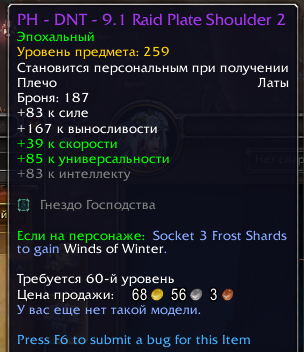 PH - DNT - 9.1 Raid Plate Shoulder 2
Эпохальный
Уровень предмета: 259
Становится персональным при получении
Плечо Латы
Броня: 187
+83 к силе
+167 к выносливости
+39 к скорости
+85 к универсальности
+83 к интеллекту
Гнездо Господства
Если на персонаже: Socket 3 Frost Shards
to gain Winds of Winter.
Требуется 60-й уровень
Цена продажи: 68 56 3
У вас еще нет такой модели.
Press F6 to submit a bug for this Item